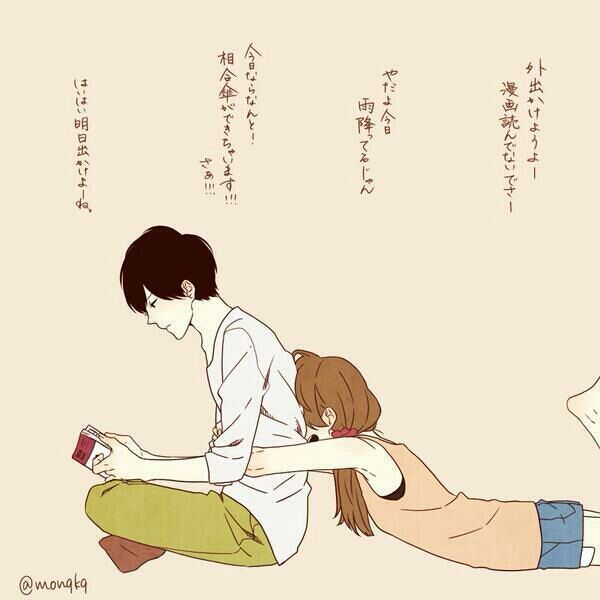 外出かけようよー
漫画読んでないでさー
やだよ今日
雨降ってるじゃん
今日ならなんと!
相合傘ができちゃいます!!!
さぁ!!!
はいはい明日出かけよーね。
@monqkq